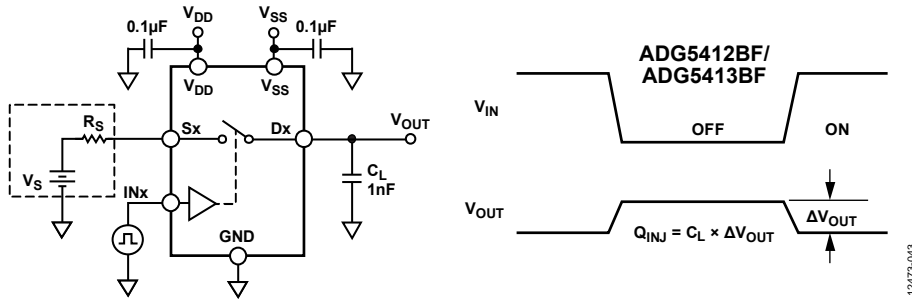 VDD
VSS
0.1µF
0.1µF
VDD
VSS
RS
Sx
Dx
VOUT
VS
INx
CL
1nF
GND
ADG5412BF/
ADG5413BF
VIN
OFF
ON
VOUT
ΔVOUT
QINJ = CL × ΔVOUT
12473-043